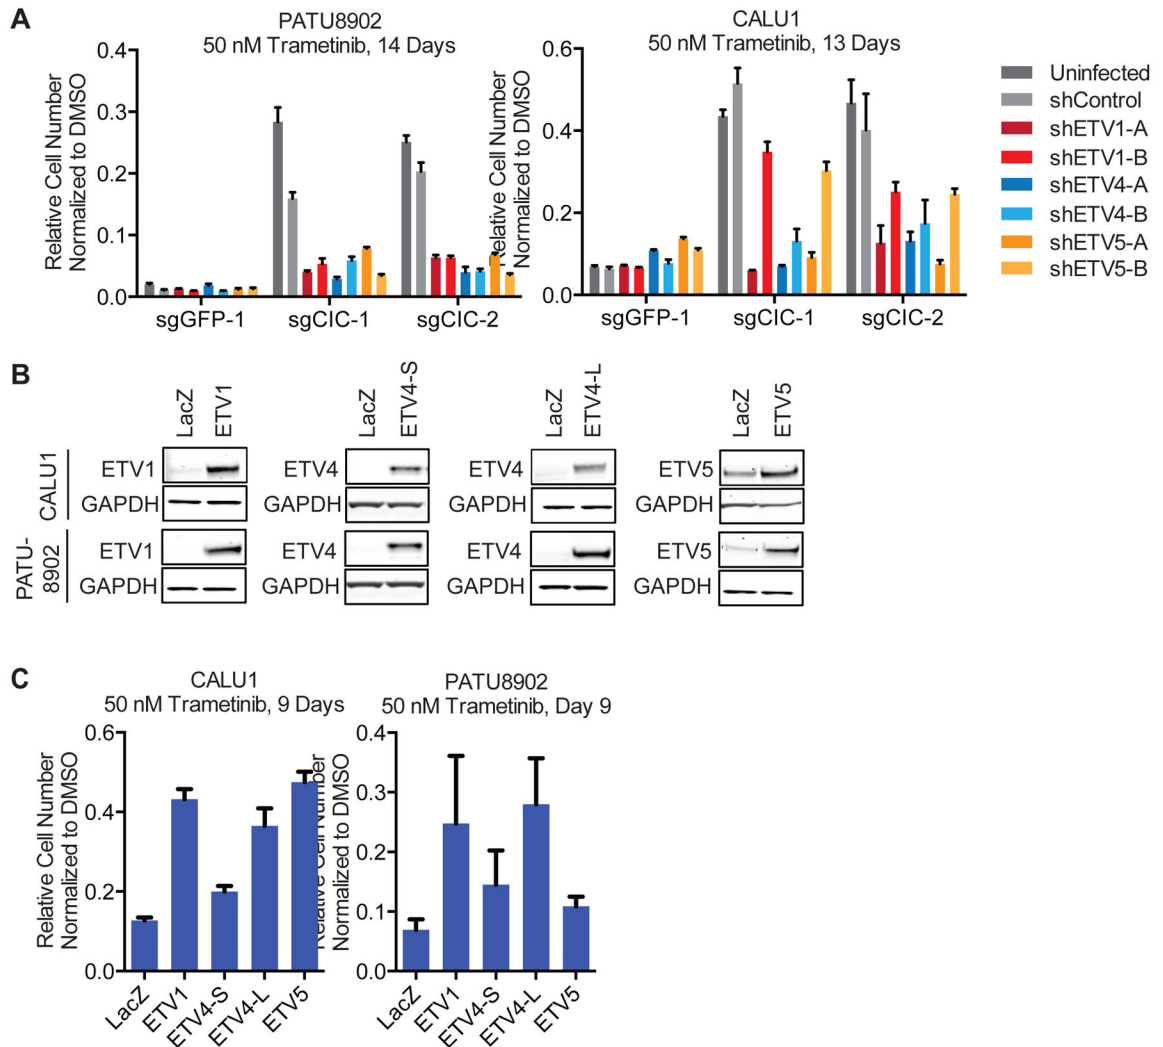 A
PATU8902
50 nM Trametinib, 14 Days
Relative Cell Number
Normalized to DMSO
0.4
0.3
0.2
0.1
0.0
sgGFP-1
sgCIC-1
sgCIC-2
CALU1
50 nM Trametinib, 13 Days
Relative Cell Number
Normalized to DMSO
0.6
0.4
0.2
0.0
sgGFP-1
sgCIC-1
sgCIC-2
Uninfected
shControl
shETV1-A
shETV1-B
shETV4-A
shETV4-B
shETV5-A
shETV5-B
B
LacZ
ETV1
LacZ
ETV4-S
LacZ
ETV4-L
LacZ
ETV5
CALU1
ETV1
GAPDH
ETV4
GAPDH
ETV4
GAPDH
ETV5
GAPDH
PATU-
8902
ETV1
GAPDH
ETV4
GAPDH
ETV4
GAPDH
ETV5
GAPDH
C
CALU1
50 nM Trametinib, 9 Days
Relative Cell Number
Normalized to DMSO
0.6
0.4
0.2
0.0
LacZ
ETV1
ETV4-S
ETV4-L
ETV5
PATU8902
50 nM Trametinib, Day 9
Relative Cell Number
Normalized to DMSO
0.4
0.3
0.2
0.1
0.0
LacZ
ETV1
ETV4-S
ETV4-L
ETV5